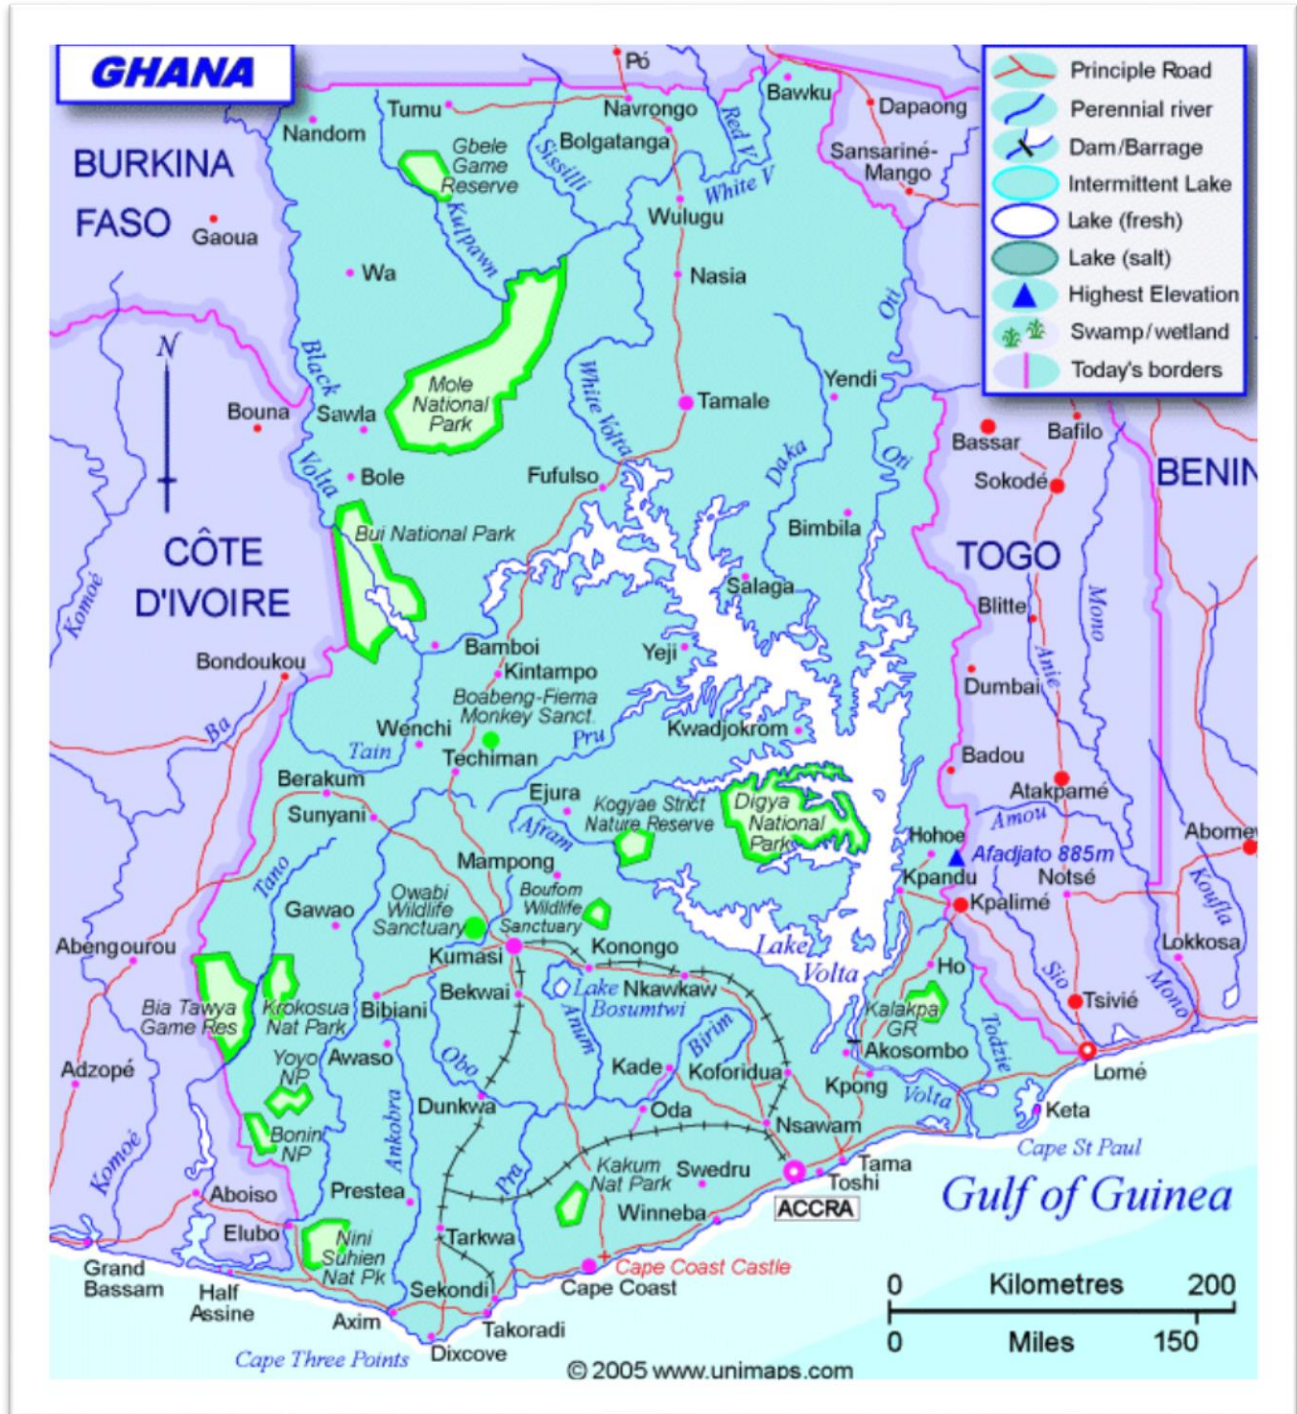 GHANA
Principle Road
Perennial river
Dam/Barrage
Intermittent Lake
Lake (fresh)
Lake (salt)
Highest Elevation
Swamp/wetland
Today's borders
Pó
Bawku
Dapaong
Tumu
Navrongo
Nandom
Bolgatanga
Red V
Sansariné-
Mango
BURKINA
FASO
Gaoua
Gbele
Game
Reserve
Sissilli
White V
Kulpawn
Wulugu
Wa
Nasia
Oti
N
Black
Volta
Bouna
Sawla
Mole
National
Park
White Volta
Yendi
Tamale
Daka
Oti
Bassar
Bafilo
Sokodé
BENIN
Bole
Fufulso
Bimbila
Bui National Park
CÔTE
D'IVOIRE
TOGO
Komoé
Salaga
Blitte
Mono
Anie
Bamboi
Yeji
Bondoukou
Kintampo
Dumbai
Boabeng-Fiema
Monkey Sanct.
Ba
Wenchi
Tain
Pru
Kwadjokrom
Techiman
Badou
Berakum
Sunyani
Ejura
Kogyae Strict
Nature Reserve
Digya
National
Park
Atakpamé
Amou
Afram
Hohoe
Abomey
Afadjato 885m
Mampong
Tano
Owabi
Wildlife
Sanctuary
Boufom
Wildlife
Sanctuary
Kpandu
Notsé
Kpalimé
Koufla
Gawao
Abengourou
Kumasi
Konongo
Lake
Volta
Lokkosa
Ho
Bekwai
Lake
Bosumtwi
Nkawkaw
Sio
Mono
Bia Tawya
Game Res
Krokosua
Nat Park
Bibiani
Anum
Birim
Kalakpa
GR
Tsivié
Todzie
Yoyo
NP
Awaso
Obo
Akosombo
Adzopé
Kade
Koforidua
Lomé
Kpong
Dunkwa
Volta
Oda
Keta
Ankobra
Nsawam
Bonin
NP
Cape St Paul
Komoé
Pra
Kakum
Nat Park
Swedru
Tama
Toshi
Aboiso
Prestea
ACCRA
Gulf of Guinea
Winneba
Elubo
Nini
Suhien
Nat Pk
Tarkwa
Grand
Bassam
Cape Coast Castle
Half
Assine
Sekondi
Cape Coast
Axim
Takoradi
Cape Three Points
Dixcove
0 Kilometres 200
0 Miles 150
© 2005 www.unimaps.com